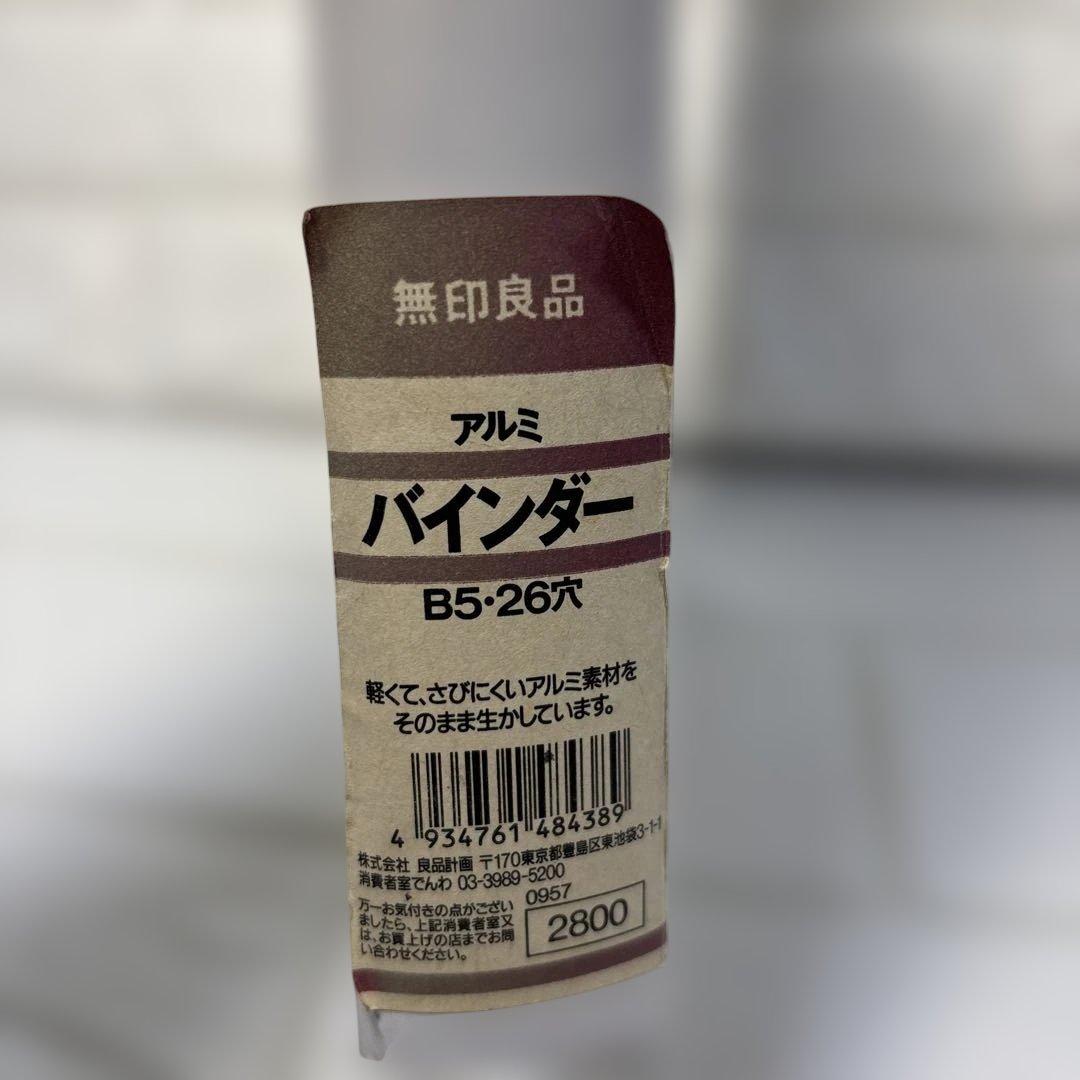 無印良品
アルミ
バインダー
B5・26穴
軽くて、さびにくいアルミ素材を
そのまま生かしています。
4 934761 484389
株式会社 良品計画 〒170東京都豊島区東池袋3-1-1
消費者室でんわ 03-3989-5200
0957
2800
万一お気付きの点がござい
ましたら、上記消費者室又
は、お買上げの店までお問
い合わせください。